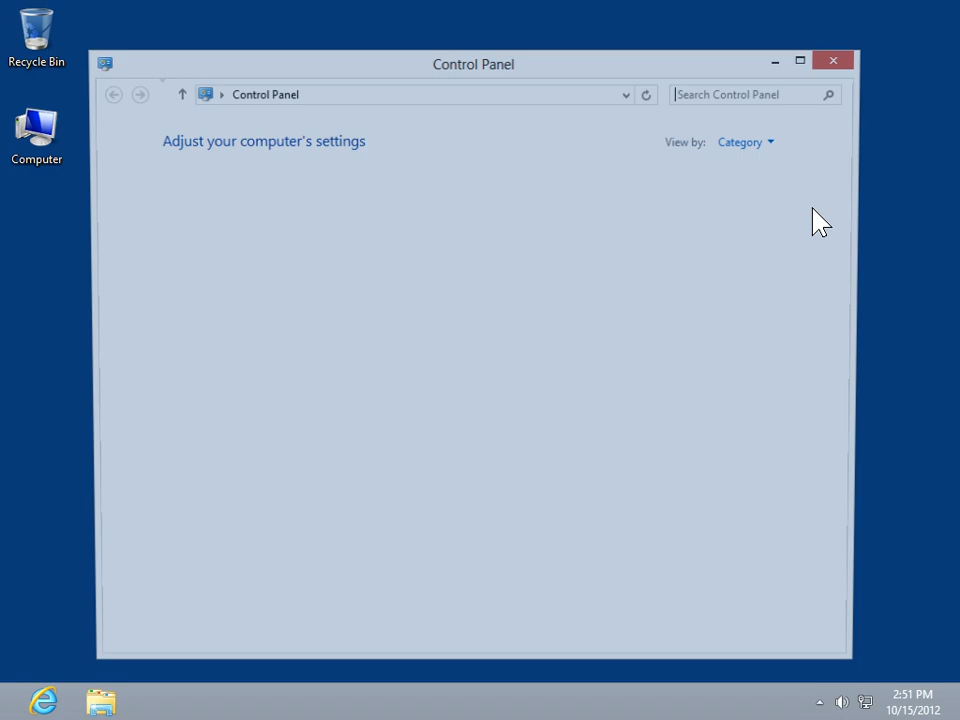 Recycle Bin
Computer
Control Panel
Control Panel
Search Control Panel
Adjust your computer's settings
View by: Category
2:51 PM
10/15/2012